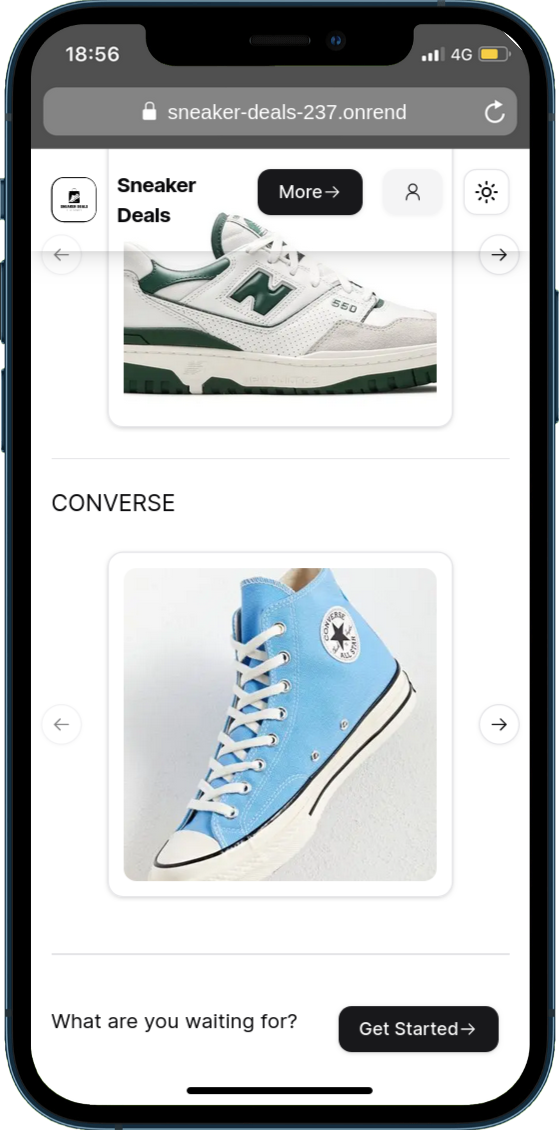 18:56
4G
sneaker-deals-237.onrend
SNEAKER DEALS
Sneaker
Deals
More→
N
550
CONVERSE
CONVERSE
ALL STAR
What are you waiting for?
Get Started→